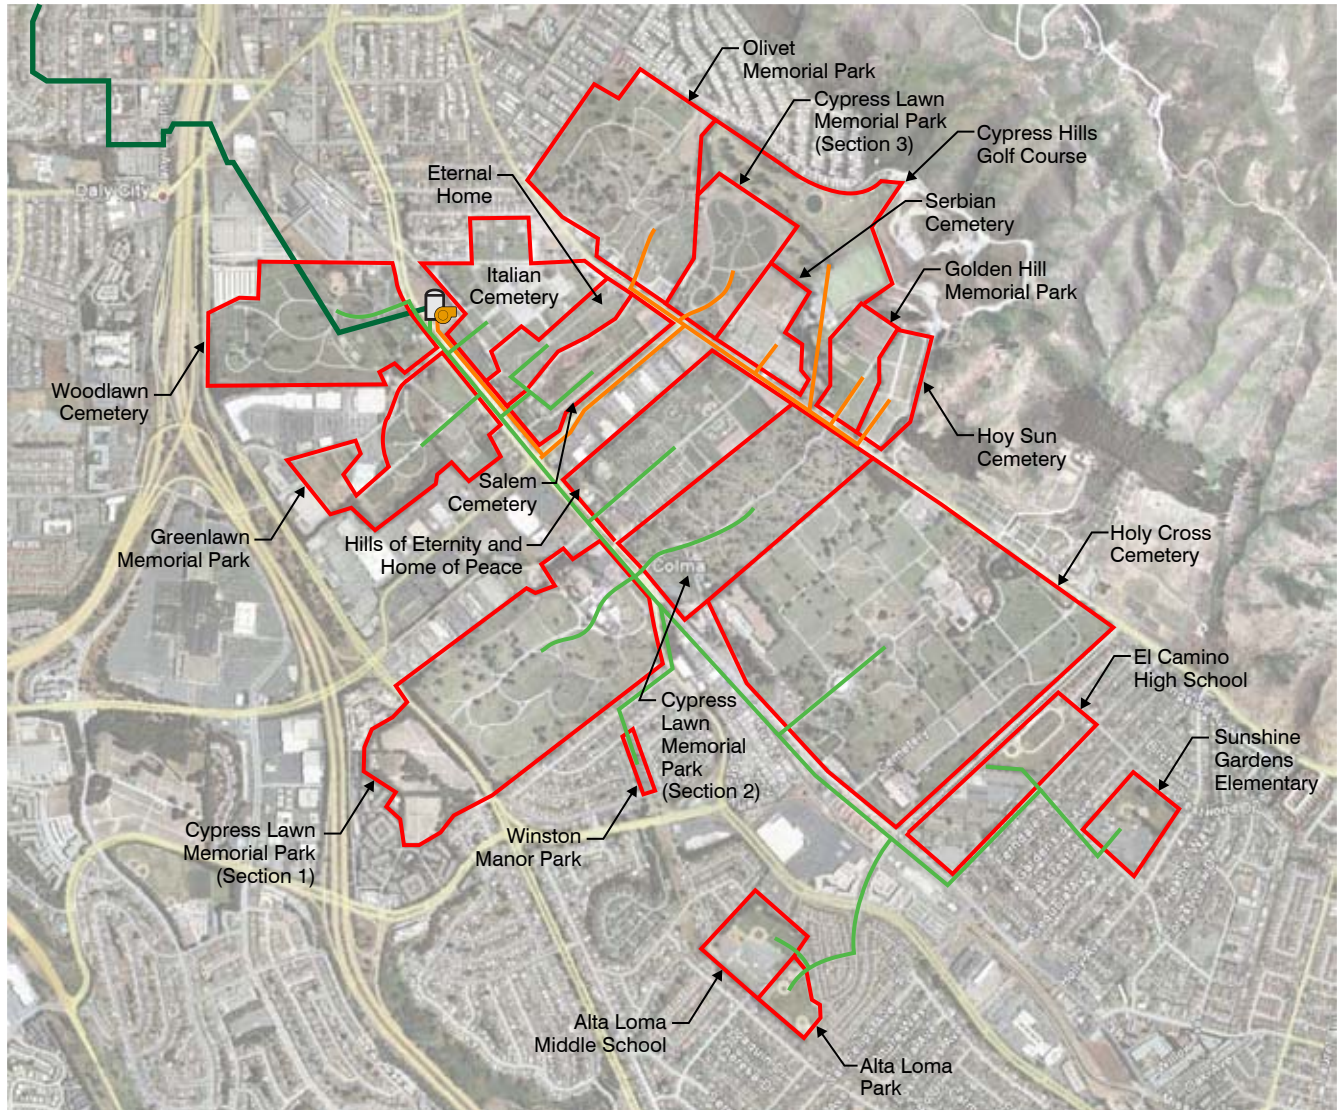 Olivet
Memorial Park
Cypress Lawn
Memorial Park
(Section 3)
Cypress Hills
Golf Course
Eternal
Home
Daly City
Serbian
Cemetery
Italian
Cemetery
Golden Hill
Memorial Park
Woodlawn
Cemetery
Hoy Sun
Cemetery
Salem
Cemetery
Greenlawn
Memorial Park
Hills of Eternity and
Home of Peace
Holy Cross
Cemetery
Colma
El Camino
High School
Cypress
Lawn
Memorial
Park
(Section 2)
Sunshine
Gardens
Elementary
Cypress Lawn
Memorial Park
(Section 1)
Winston
Manor Park
Alta Loma
Middle School
Alta Loma
Park